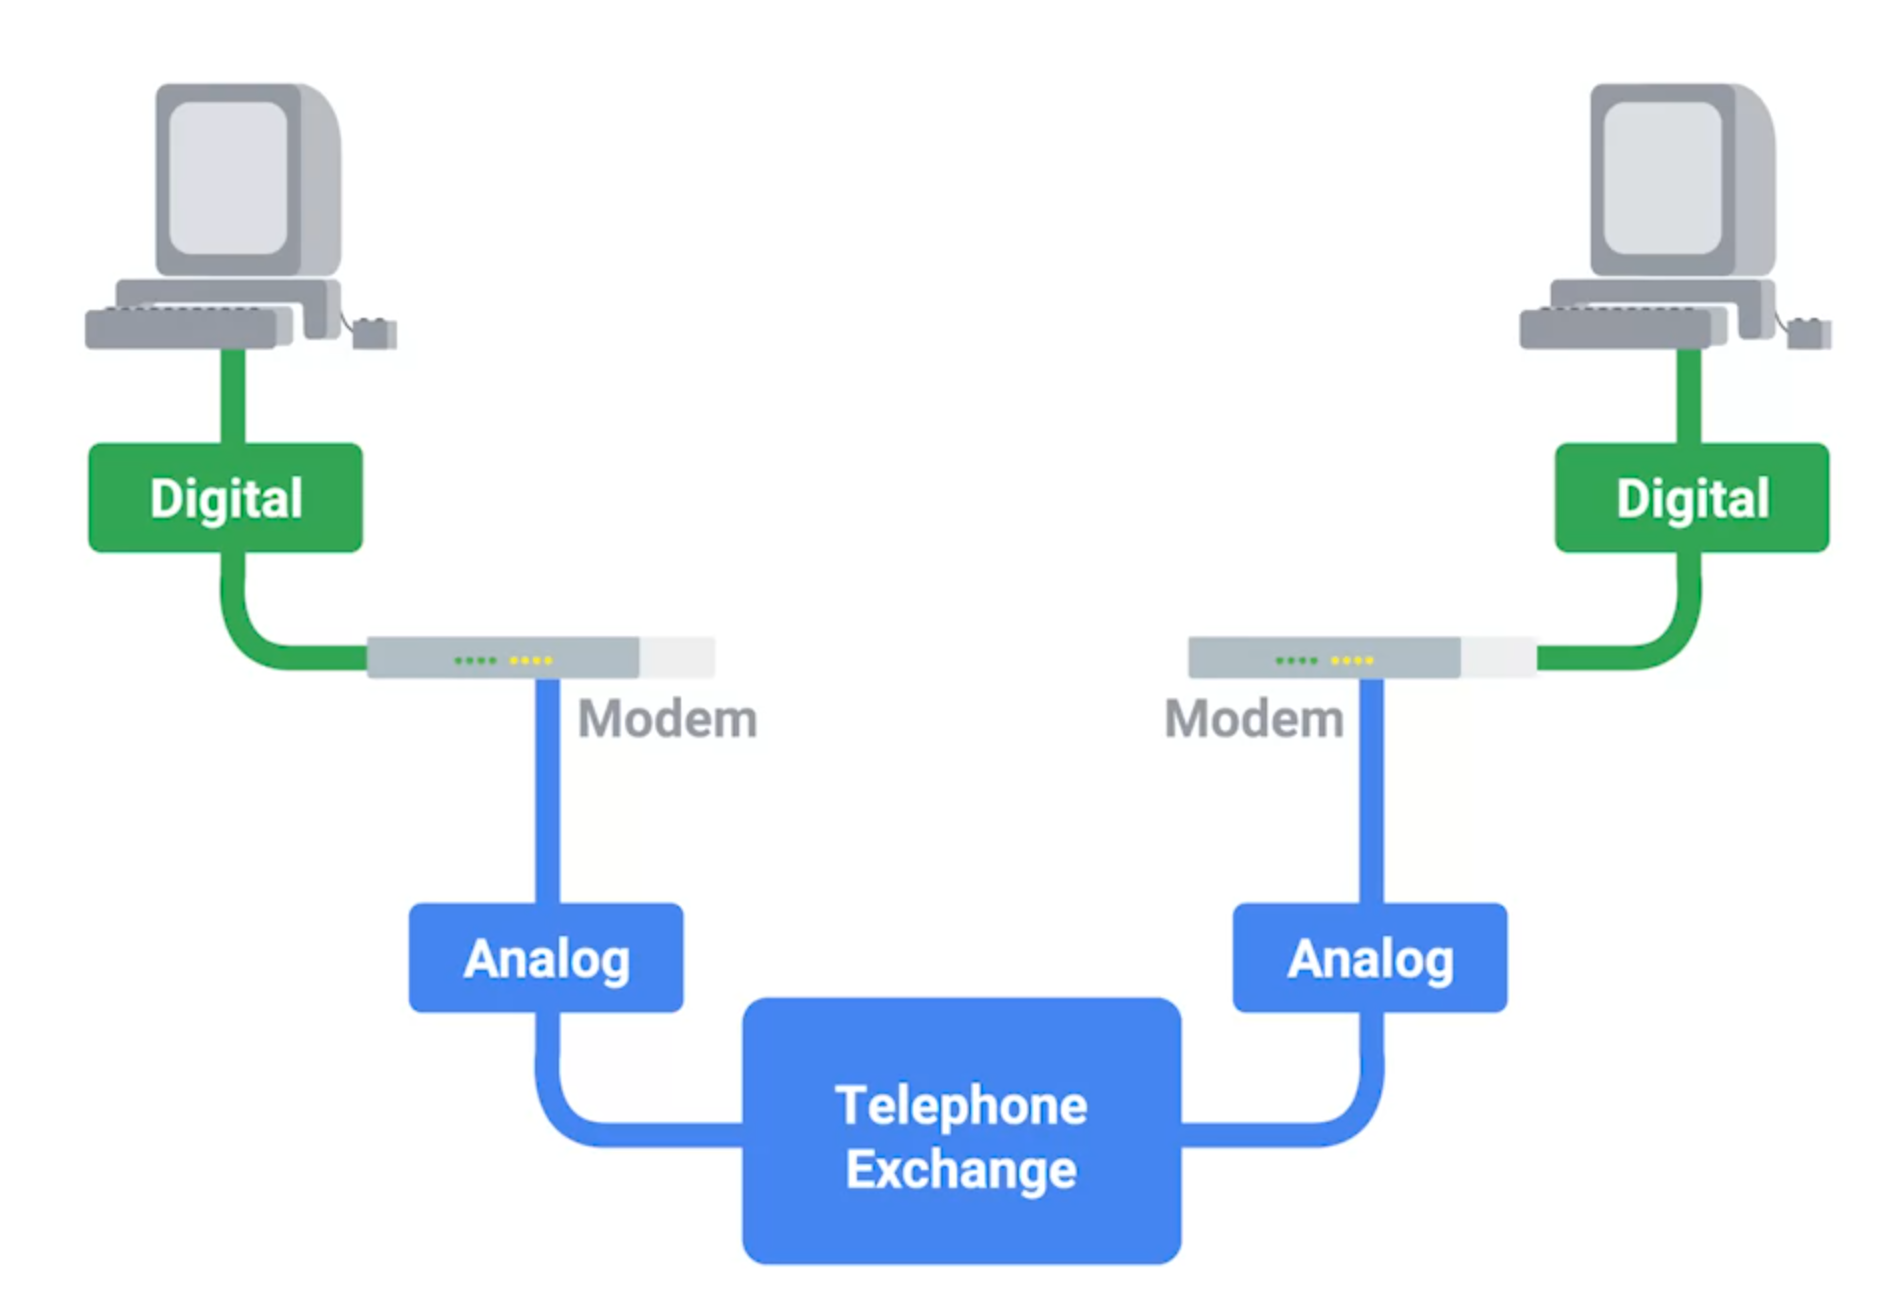 Digital
Digital
Modem
Modem
Analog
Analog
Telephone
Exchange